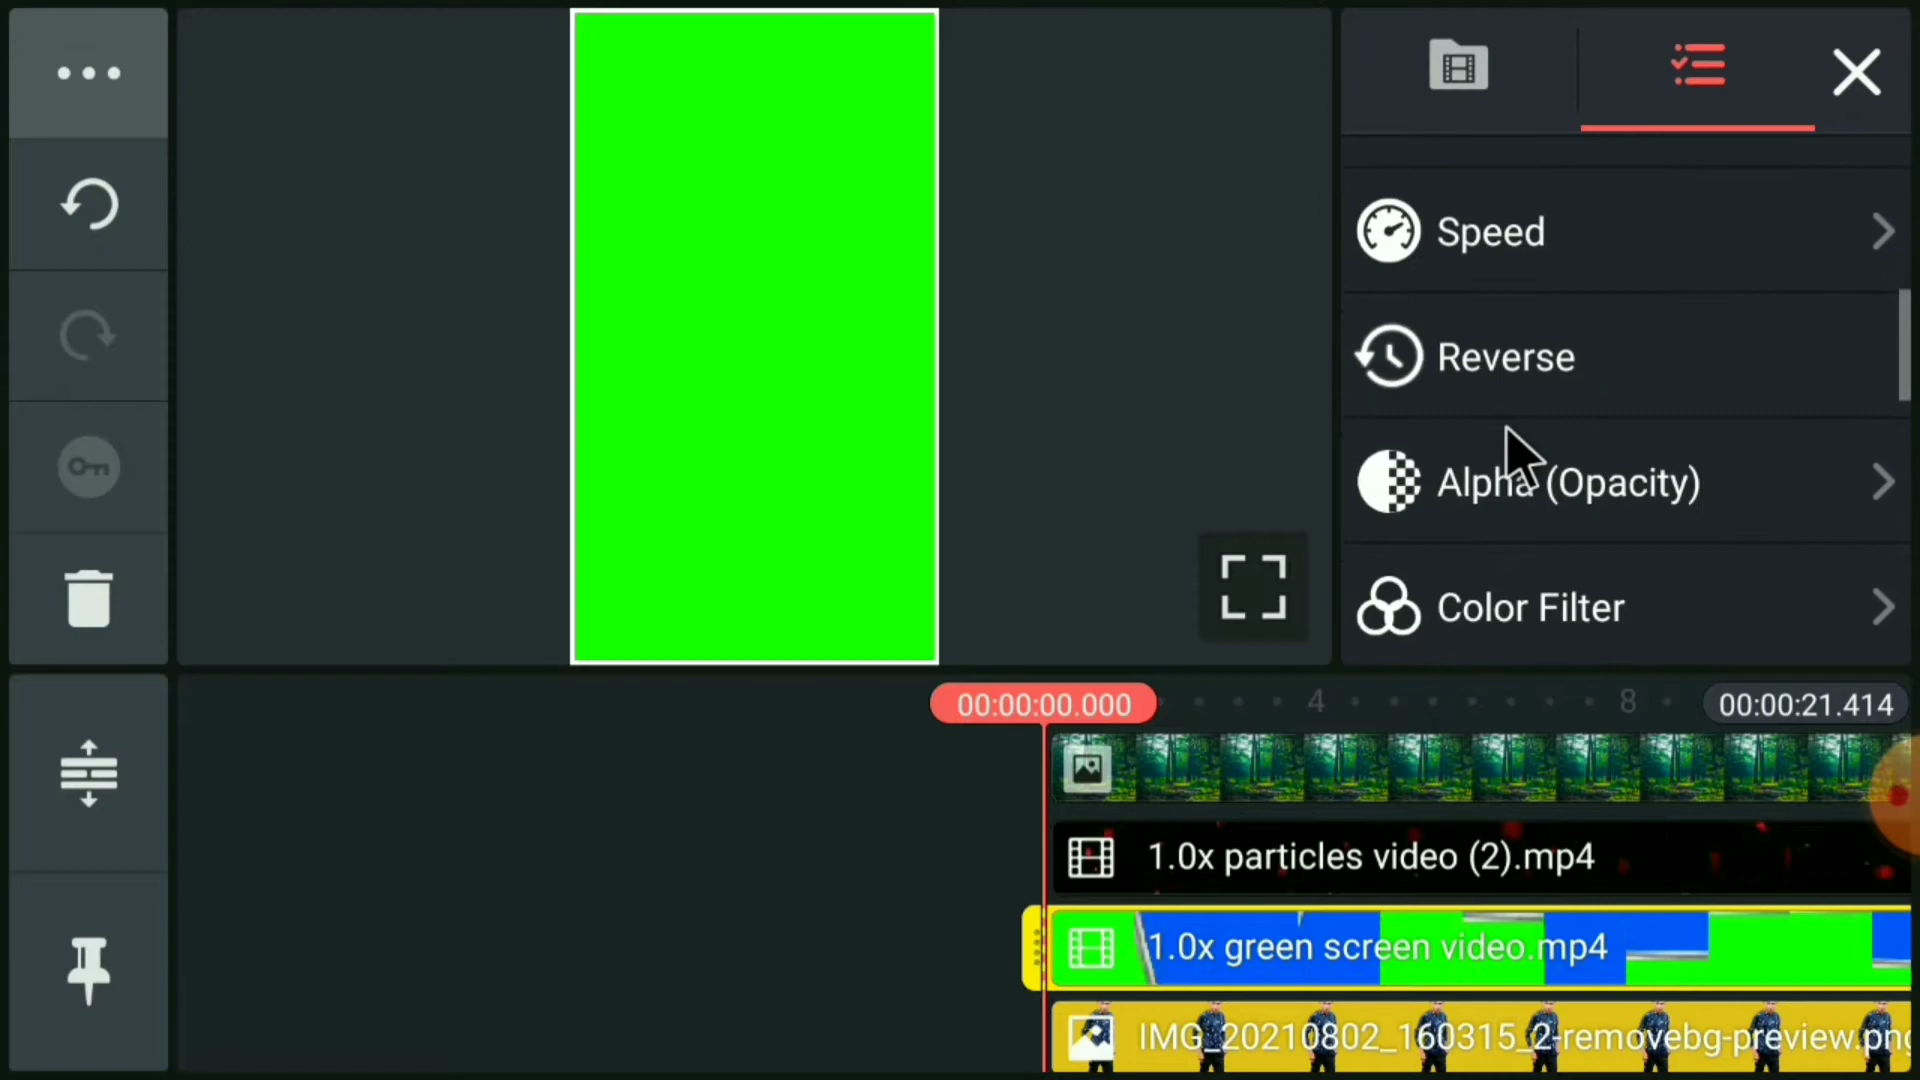 Speed
Reverse
Alpha (Opacity)
Color Filter
00:00:00.000
4
8
00:00:21.414
1.0x particles video (2).mp4
1.0x green screen video.mp4
IMG_20210802_160315_2-removebg-preview.png